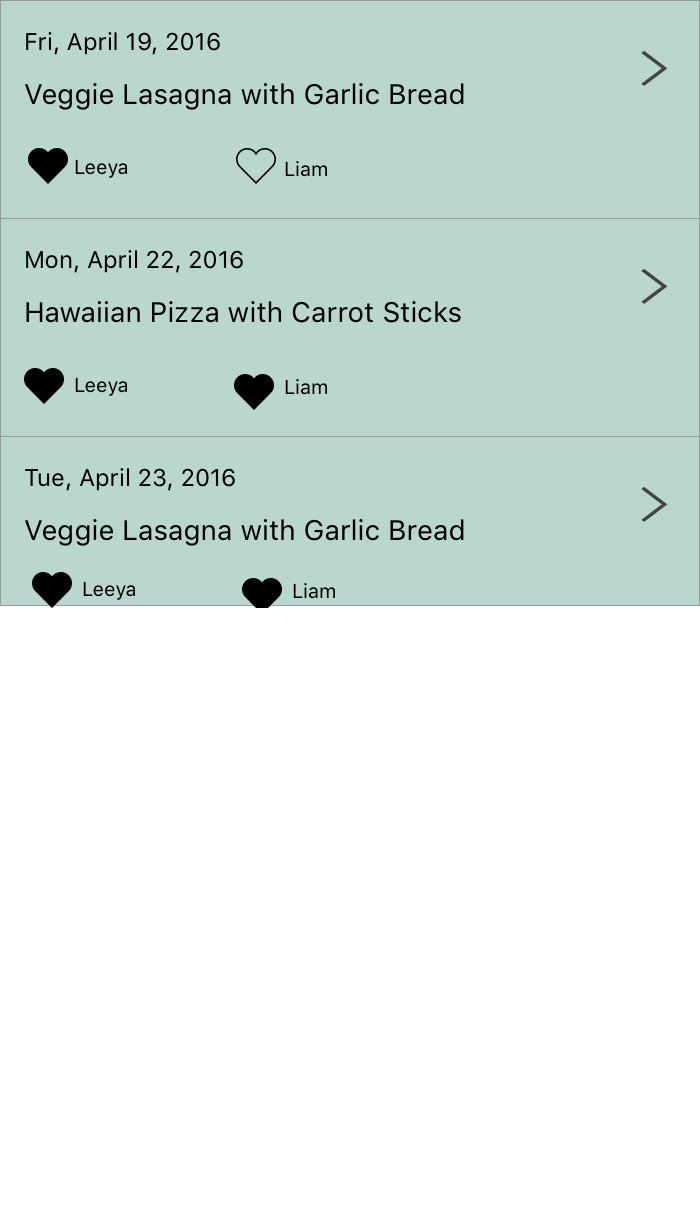 Fri, April 19, 2016
Veggie Lasagna with Garlic Bread
Leeya Liam
Mon, April 22, 2016
Hawaiian Pizza with Carrot Sticks
Leeya Liam
Tue, April 23, 2016
Veggie Lasagna with Garlic Bread
Leeya Liam